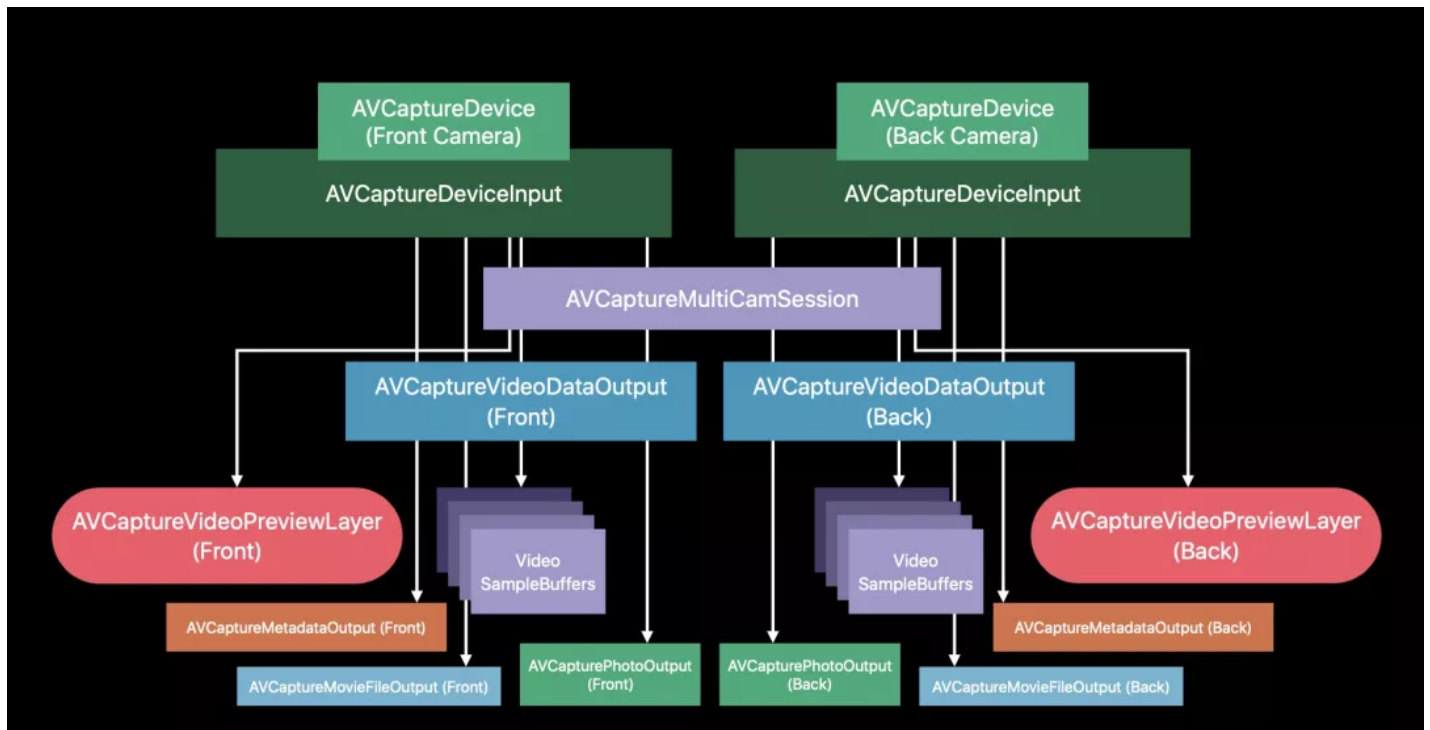 AVCaptureDevice
(Front Camera)
AVCaptureDevice
(Back Camera)
AVCaptureDeviceInput
AVCaptureDeviceInput
AVCaptureMultiCamSession
AVCaptureVideoDataOutput
(Front)
AVCaptureVideoDataOutput
(Back)
AVCaptureVideoPreviewLayer
(Front)
Video
SampleBuffers
Video
SampleBuffers
AVCaptureVideoPreviewLayer
(Back)
AVCaptureMetadataOutput (Front)
AVCaptureMetadataOutput (Back)
AVCaptureMovieFileOutput (Front)
AVCapturePhotoOutput
(Front)
AVCapturePhotoOutput
(Back)
AVCaptureMovieFileOutput (Back)